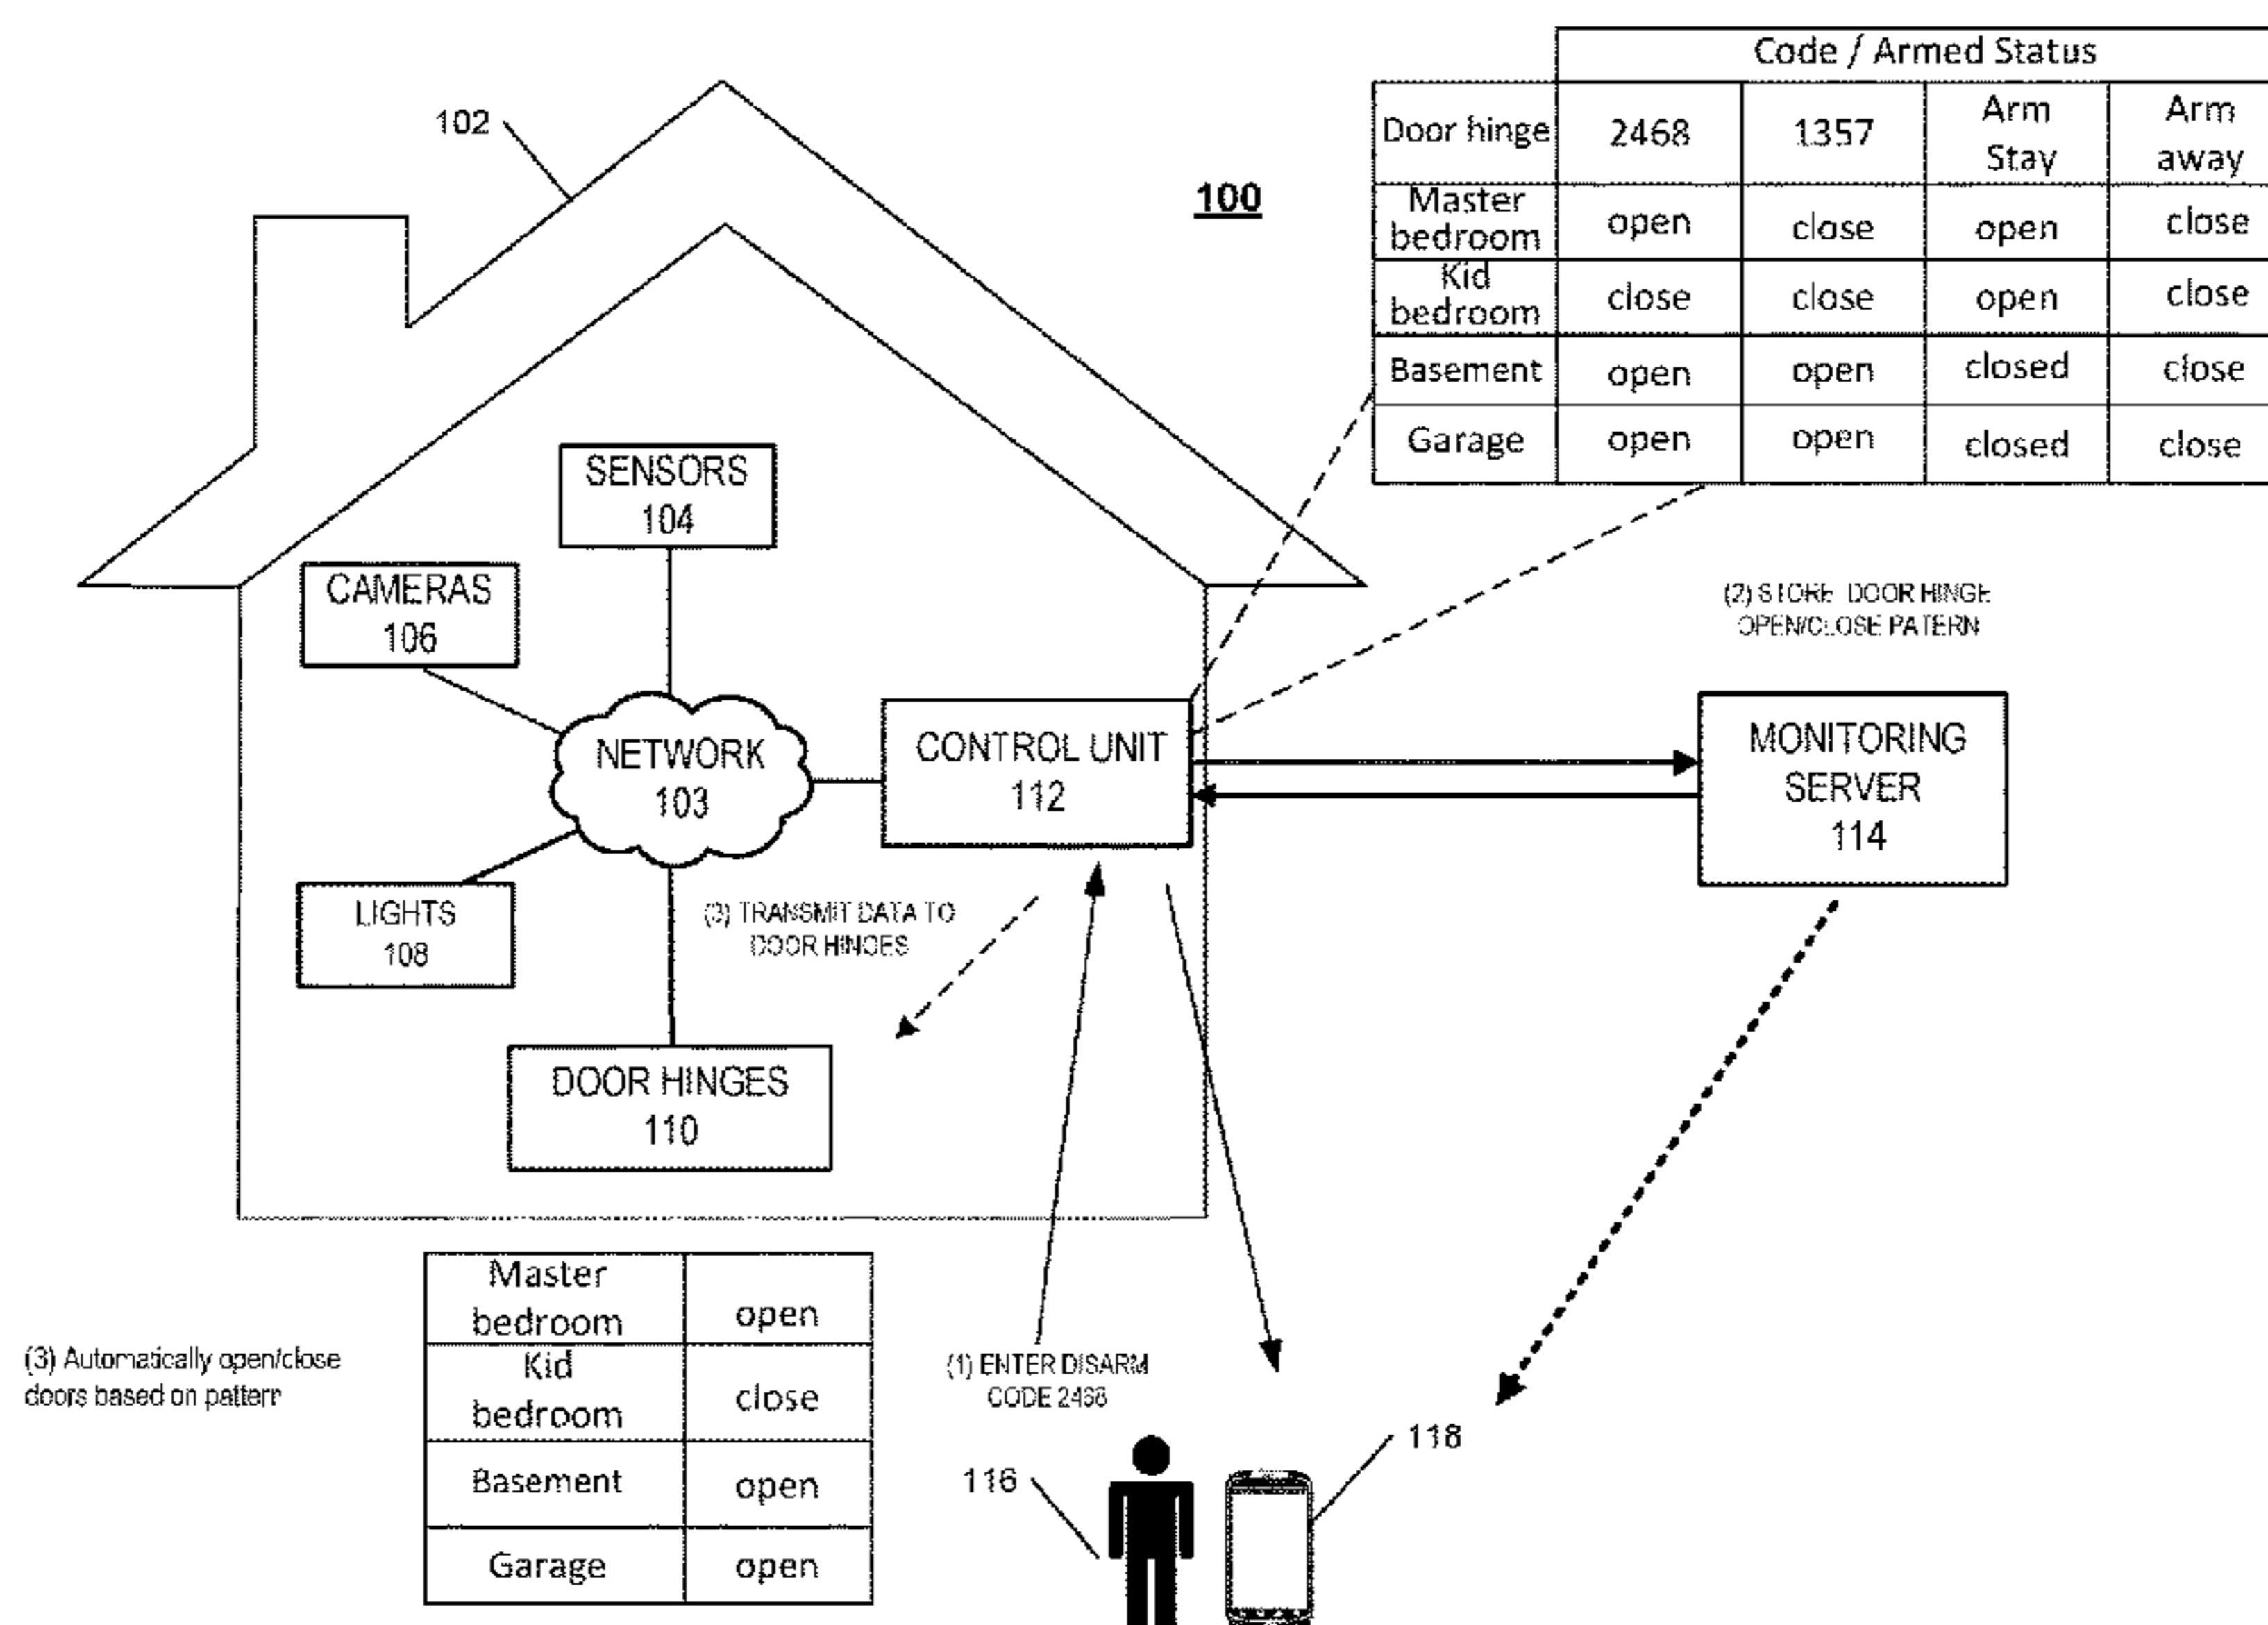 Code / Armed Status
Door hinge 2468 1357 Arm Stay Arm away
Master bedroom open close open close
Kid bedroom close close open close
Basement open open closed close
Garage open open closed close
102
100
SENSORS
104
CAMERAS
106
(2) STORE DOOR HINGE
OPEN/CLOSE PATERN
NETWORK
103
CONTROL UNIT
112
MONITORING
SERVER
114
LIGHTS
108
(3) TRANSMIT DATA TO
DOOR HINGES
DOOR HINGES
110
(3) Automatically open/close
doors based on pattern
Master bedroom open
Kid bedroom close
Basement open
Garage open
(1) ENTER DISARM
CODE 2468
116
118